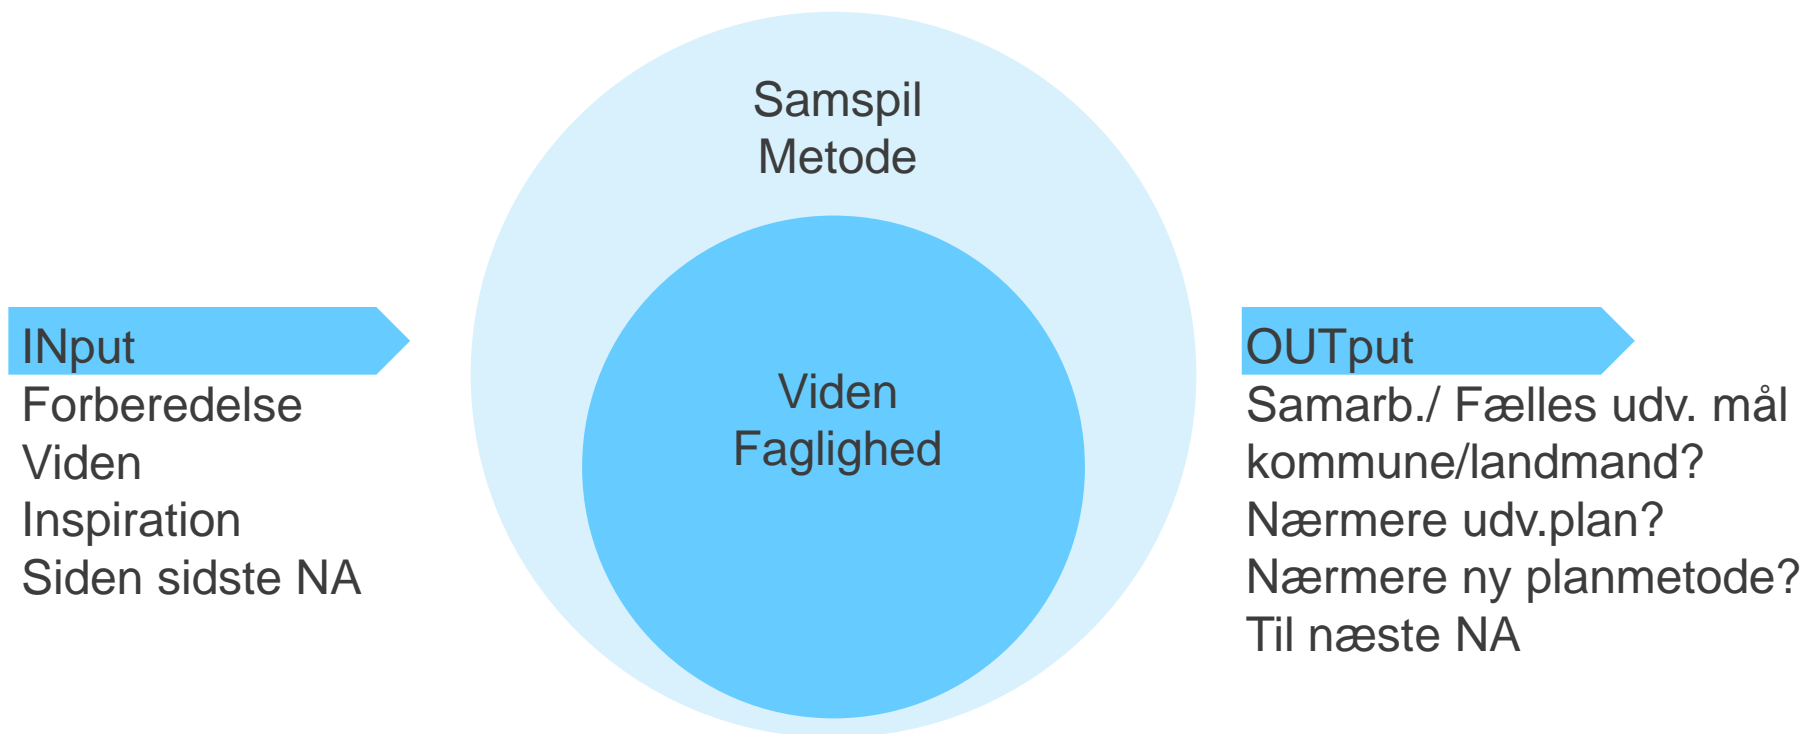 INput
Forberedelse
Viden
Inspiration
Siden sidste NA
Samspil
Metode
Viden
Faglighed
OUTput
Samarb./ Fælles udv. mål
kommune/landmand?
Nærmere udv.plan?
Nærmere ny planmetode?
Til næste NA